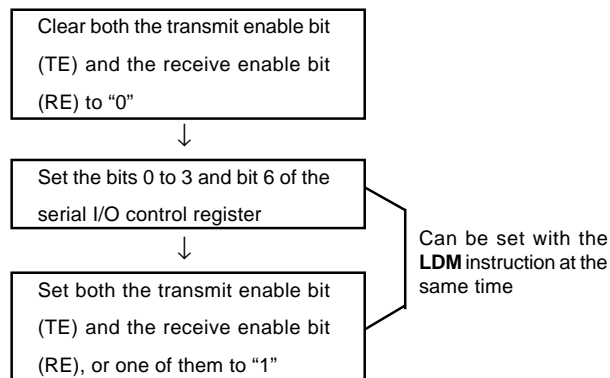 Clear both the transmit enable bit
(TE) and the receive enable bit
(RE) to “0”
↓
Set the bits 0 to 3 and bit 6 of the
serial I/O control register
↓
Set both the transmit enable bit
(TE) and the receive enable bit
(RE), or one of them to “1”
Can be set with the
LDM instruction at the
same time